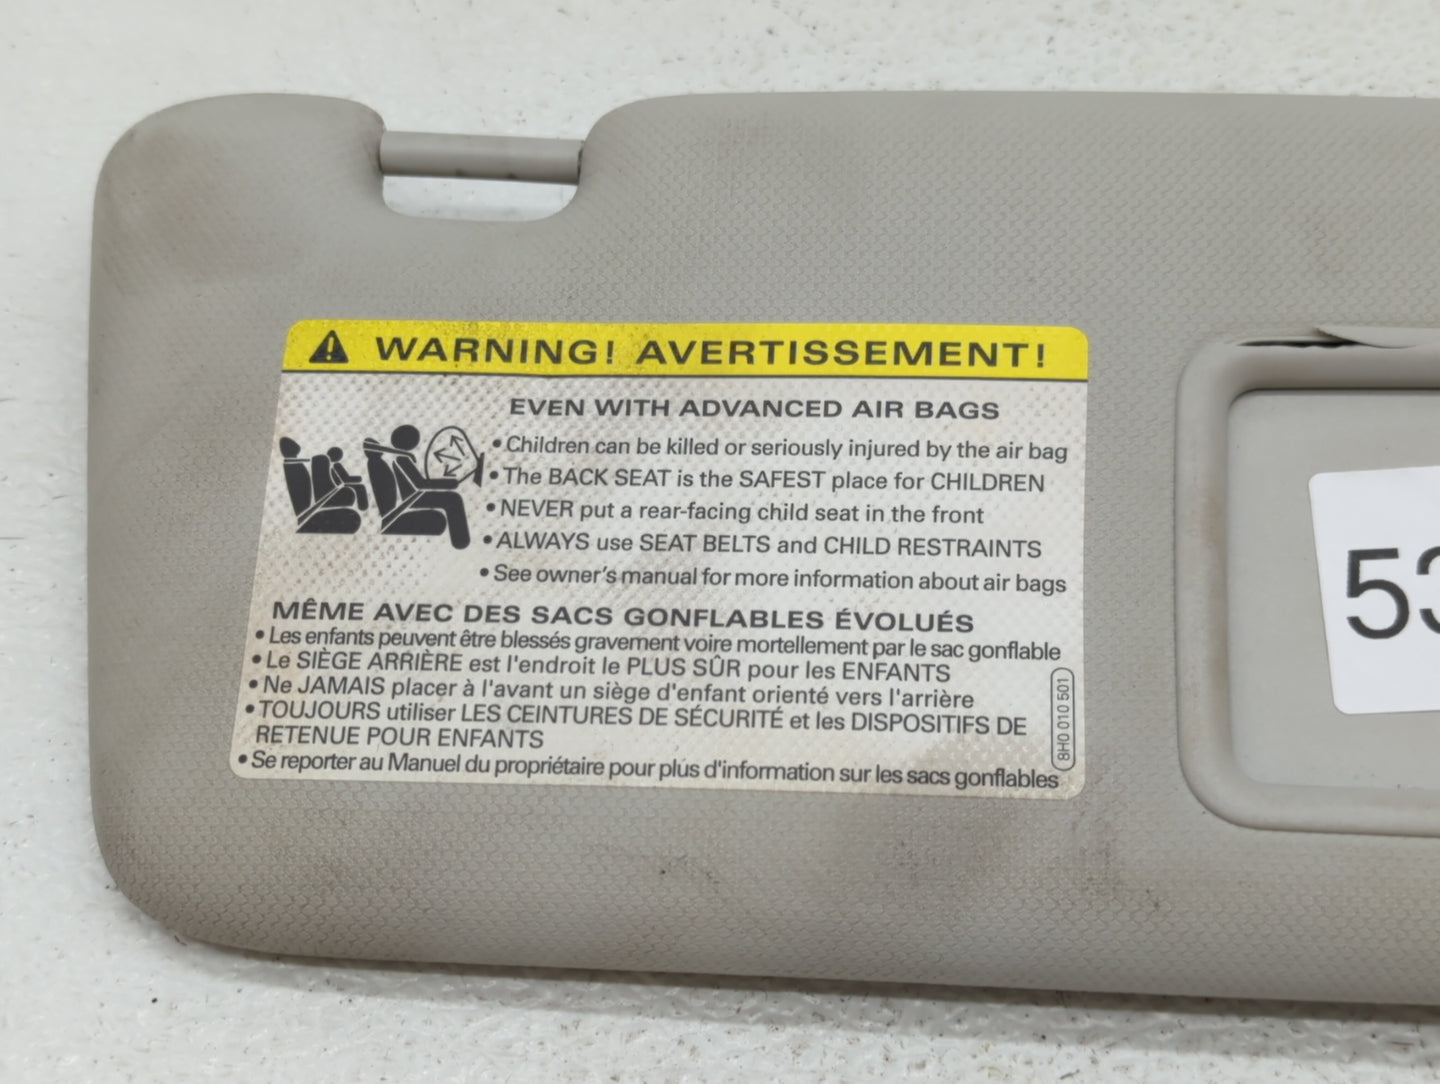 WARNING! AVERTISSEMENT!
EVEN WITH ADVANCED AIR BAGS
• Children can be killed or seriously injured by the air bag
• The BACK SEAT is the SAFEST place for CHILDREN
• NEVER put a rear-facing child seat in the front
• ALWAYS use SEAT BELTS and CHILD RESTRAINTS
• See owner's manual for more information about air bags
MÊME AVEC DES SACS GONFLABLES ÉVOLUÉS
• Les enfants peuvent être blessés gravement voire mortellement par le sac gonflable
• Le SIÈGE ARRIÈRE est l'endroit le PLUS SÛR pour les ENFANTS
• Ne JAMAIS placer à l'avant un siège d'enfant orienté vers l'arrière
• TOUJOURS utiliser LES CEINTURES DE SÉCURITÉ et les DISPOSITIFS DE
RETENUE POUR ENFANTS
• Se reporter au Manuel du propriétaire pour plus d'information sur les sacs gonflables
8H0 010 501
53